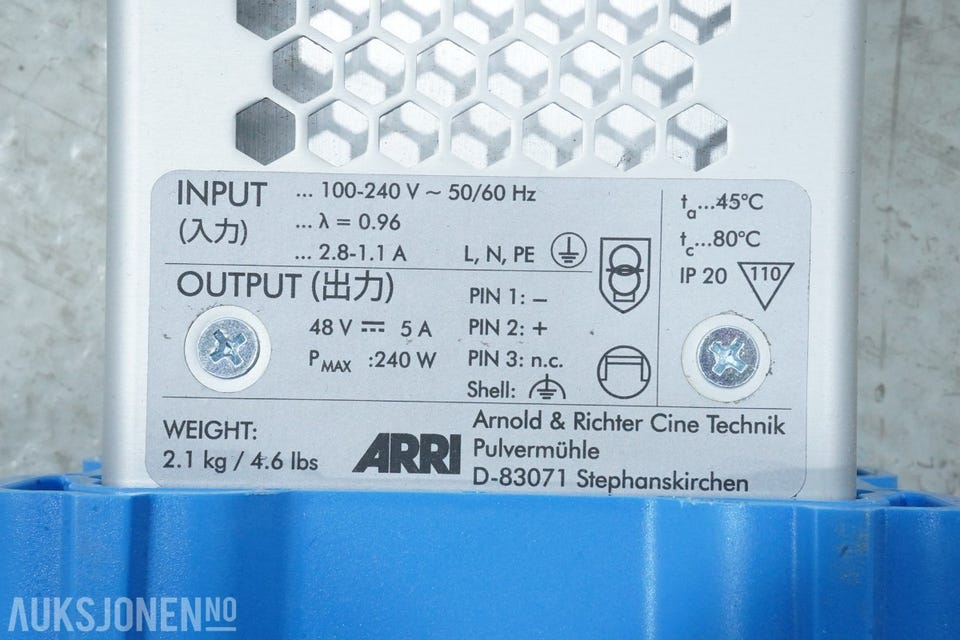 INPUT ... 100-240 V ~ 50/60 Hz
(入力) ... λ = 0.96
... 2.8-1.1 A L, N, PE
OUTPUT (出力)
48 V ⎓ 5 A
PMAX :240 W
PIN 1: –
PIN 2: +
PIN 3: n.c.
Shell:
ta...45°C
tc...80°C
IP 20 110
WEIGHT:
2.1 kg / 4.6 lbs
ARRI
Arnold & Richter Cine Technik
Pulvermühle
D-83071 Stephanskirchen
AUKSJONEN.NO